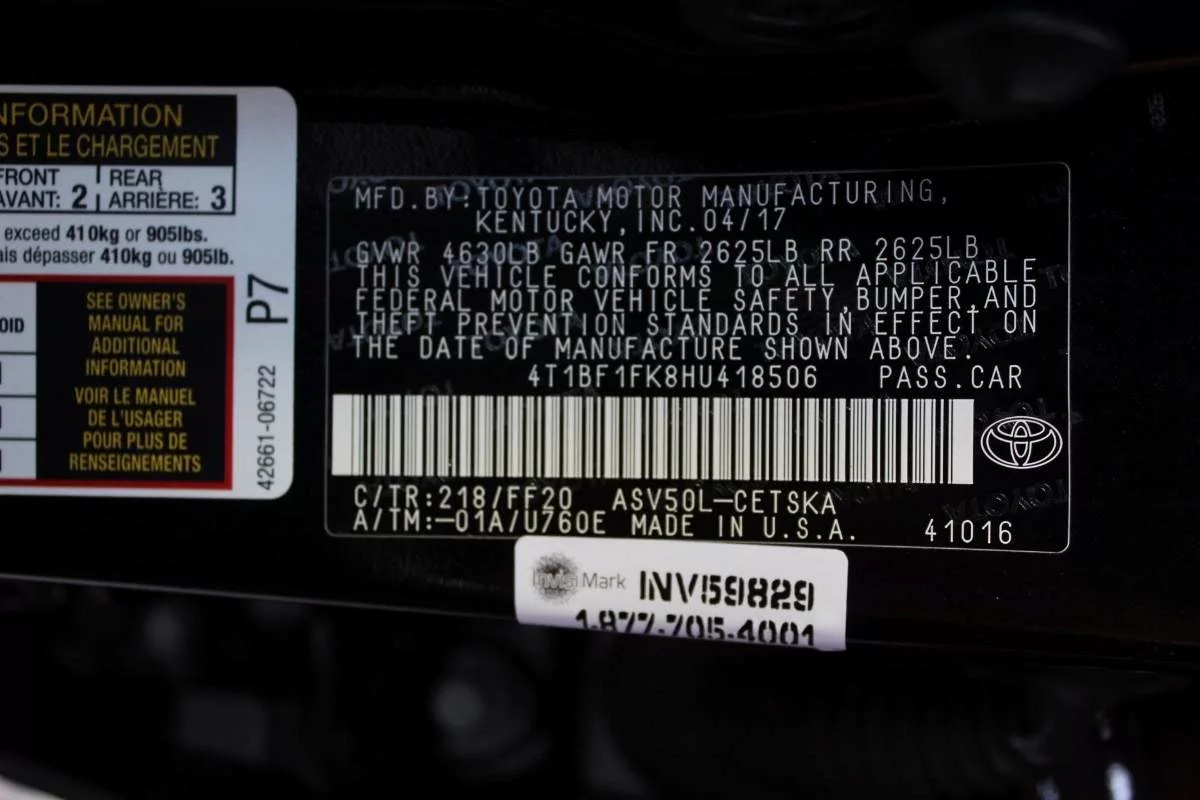 NFORMATION
S ET LE CHARGEMENT
FRONT REAR
AVANT: 2 ARRIÈRE: 3
exceed 410kg or 905lbs.
ais dépasser 410kg ou 905lb.
OID
SEE OWNER'S
MANUAL FOR
ADDITIONAL
INFORMATION
VOIR LE MANUEL
DE L'USAGER
POUR PLUS DE
RENSEIGNEMENTS
P7
42661-06722
MFD.BY:TOYOTA MOTOR MANUFACTURING,
KENTUCKY,INC.04/17
GVWR 4630LB GAWR FR 2625LB RR 2625LB
THIS VEHICLE CONFORMS TO ALL APPLICABLE
FEDERAL MOTOR VEHICLE SAFETY,BUMPER,AND
THEFT PREVENTION STANDARDS IN EFFECT ON
THE DATE OF MANUFACTURE SHOWN ABOVE.
4T1BF1FK8HU418506 PASS.CAR
C/TR:218/FF20 ASV50L-CETSKA
A/TM:-01A/U760E MADE IN U.S.A. 41016
InvisiMark INV59829
1-877-705-4001